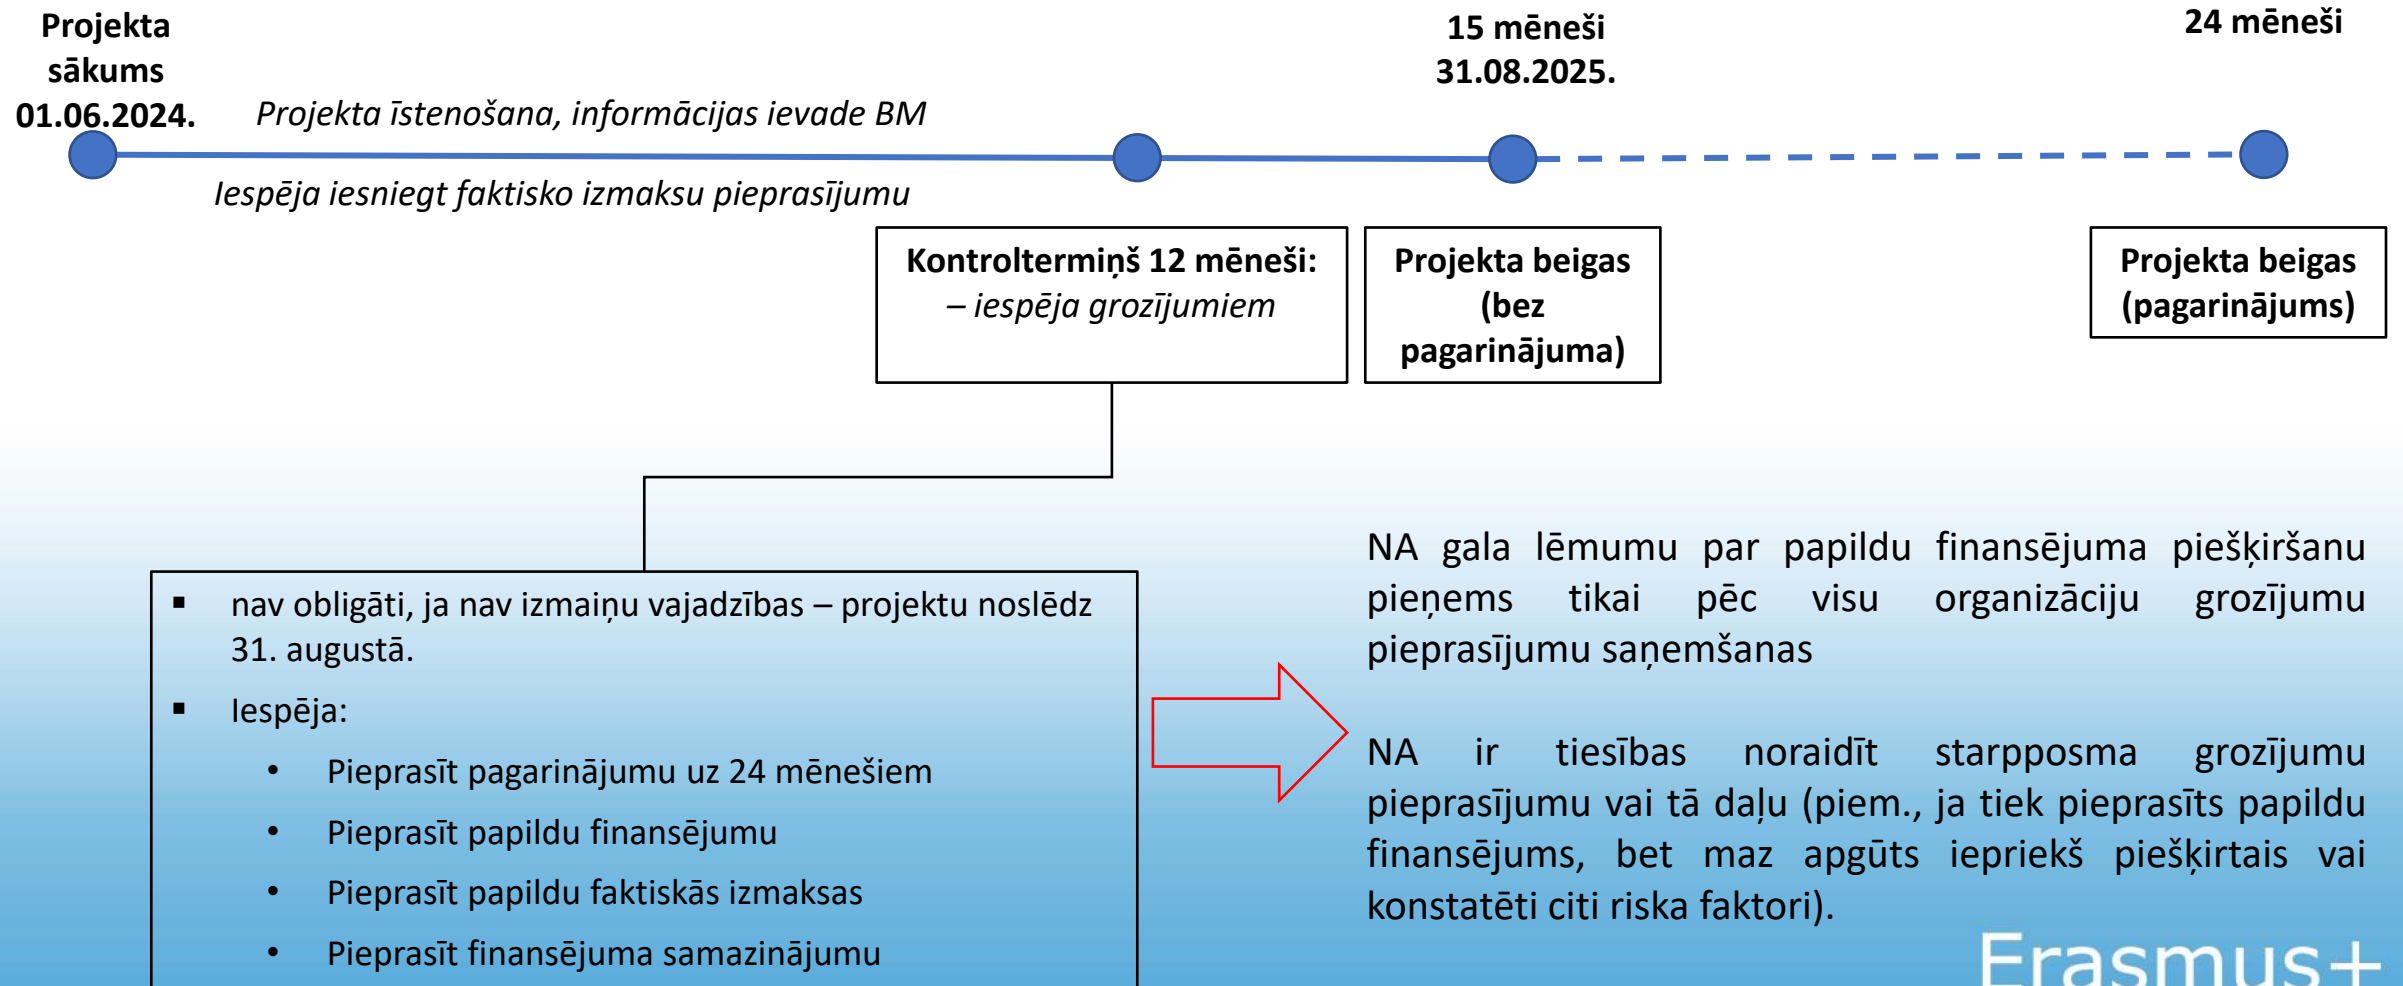 Projekta
sākums
01.06.2024.
15 mēneši
31.08.2025.
24 mēneši
Projekta īstenošana, informācijas ievade BM
Iespēja iesniegt faktisko izmaksu pieprasījumu
Kontroltermiņš 12 mēneši:
– iespēja grozījumiem
Projekta beigas
(bez
pagarinājuma)
Projekta beigas
(pagarinājums)
▪ nav obligāti, ja nav izmaiņu vajadzības – projektu noslēdz
31. augustā.
▪ Iespēja:
• Pieprasīt pagarinājumu uz 24 mēnešiem
• Pieprasīt papildu finansējumu
• Pieprasīt papildu faktiskās izmaksas
• Pieprasīt finansējuma samazinājumu
NA gala lēmumu par papildu finansējuma piešķiršanu
pieņems tikai pēc visu organizāciju grozījumu
pieprasījumu saņemšanas
NA ir tiesības noraidīt starpposma grozījumu
pieprasījumu vai tā daļu (piem., ja tiek pieprasīts papildu
finansējums, bet maz apgūts iepriekš piešķirtais vai
konstatēti citi riska faktori).
Erasmus+